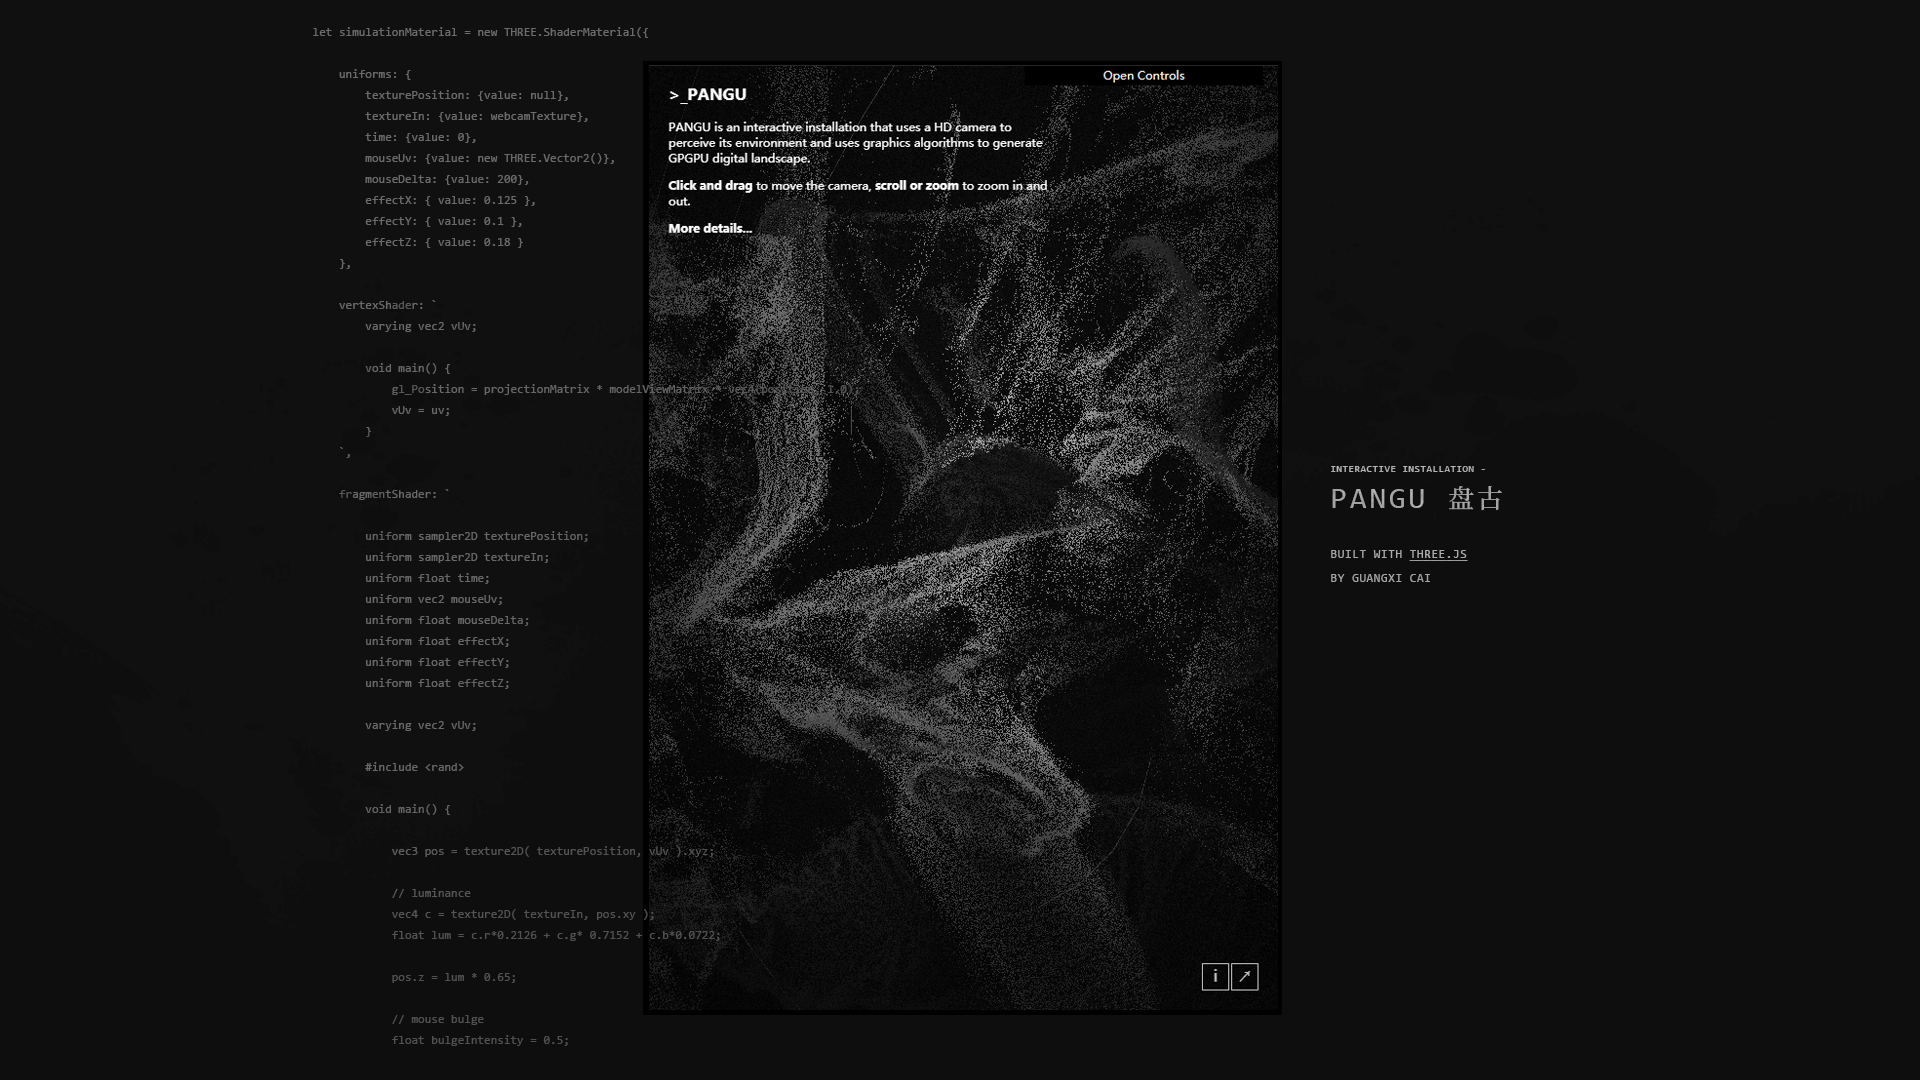 let simulationMaterial = new THREE.ShaderMaterial({
uniforms: {
texturePosition: {value: null},
textureIn: {value: webcamTexture},
time: {value: 0},
mouseUv: {value: new THREE.Vector2()},
mouseDelta: {value: 200},
effectX: { value: 0.125 },
effectY: { value: 0.1 },
effectZ: { value: 0.18 }
},
vertexShader: `
varying vec2 vUv;
void main() {
gl_Position = projectionMatrix * modelViewMatrix * vec4(position, 1.0);
vUv = uv;
}
`,
fragmentShader: `
uniform sampler2D texturePosition;
uniform sampler2D textureIn;
uniform float time;
uniform vec2 mouseUv;
uniform float mouseDelta;
uniform float effectX;
uniform float effectY;
uniform float effectZ;
varying vec2 vUv;
#include <rand>
void main() {
vec3 pos = texture2D( texturePosition, vUv ).xyz;
// luminance
vec4 c = texture2D( textureIn, pos.xy );
float lum = c.r*0.2126 + c.g* 0.7152 + c.b*0.0722;
pos.z = lum * 0.65;
// mouse bulge
float bulgeIntensity = 0.5;
Open Controls
>_PANGU
PANGU is an interactive installation that uses a HD camera to
perceive its environment and uses graphics algorithms to generate
GPGPU digital landscape.
Click and drag to move the camera, scroll or zoom to zoom in and
out.
More details...
i
INTERACTIVE INSTALLATION -
PANGU 盘古
BUILT WITH THREE.JS
BY GUANGXI CAI